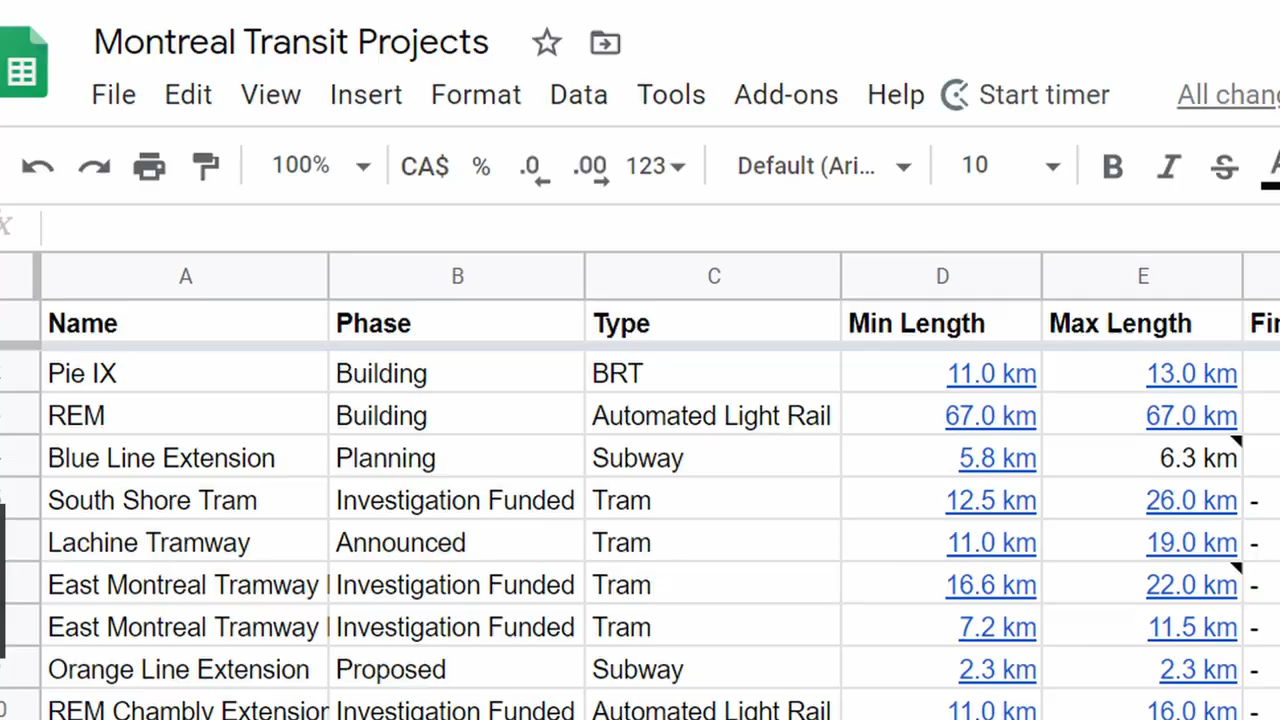 Montreal Transit Projects
File Edit View Insert Format Data Tools Add-ons Help Start timer All chang
100% CA$ % .0 .00 123 Default (Ari... 10 B I S A
A B C D E
Name Phase Type Min Length Max Length Fir
Pie IX Building BRT 11.0 km 13.0 km
REM Building Automated Light Rail 67.0 km 67.0 km
Blue Line Extension Planning Subway 5.8 km 6.3 km
South Shore Tram Investigation Funded Tram 12.5 km 26.0 km -
Lachine Tramway Announced Tram 11.0 km 19.0 km -
East Montreal Tramway Investigation Funded Tram 16.6 km 22.0 km -
East Montreal Tramway Investigation Funded Tram 7.2 km 11.5 km -
Orange Line Extension Proposed Subway 2.3 km 2.3 km -
REM Chambly Extension Investigation Funded Automated Light Rail 11.0 km 16.0 km -